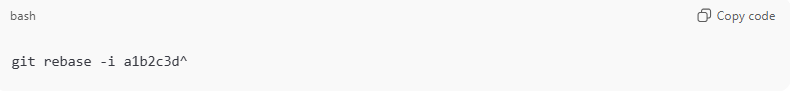 bash
Copy code
git rebase -i a1b2c3d^